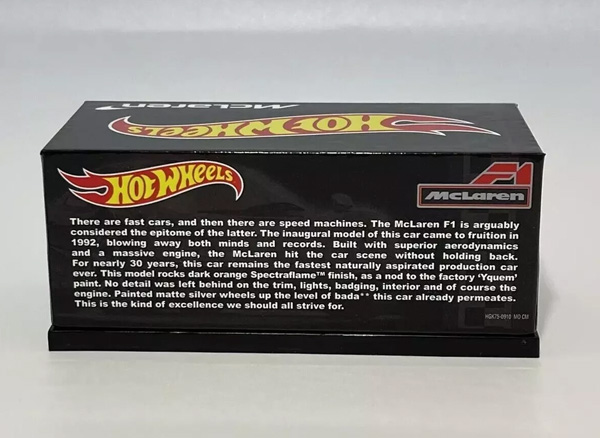 McLaren
HOT WHEELS
HOT WHEELS
F1
McLaren
There are fast cars, and then there are speed machines. The McLaren F1 is arguably
considered the epitome of the latter. The inaugural model of this car came to fruition in
1992, blowing away both minds and records. Built with superior aerodynamics
and a massive engine, the McLaren hit the car scene without holding back.
For nearly 30 years, this car remains the fastest naturally aspirated production car
ever. This model rocks dark orange Spectraflame™ finish, as a nod to the factory ‘Yquem’
paint. No detail was left behind on the trim, lights, badging, interior and of course the
engine. Painted matte silver wheels up the level of bada** this car already permeates.
This is the kind of excellence we should all strive for.